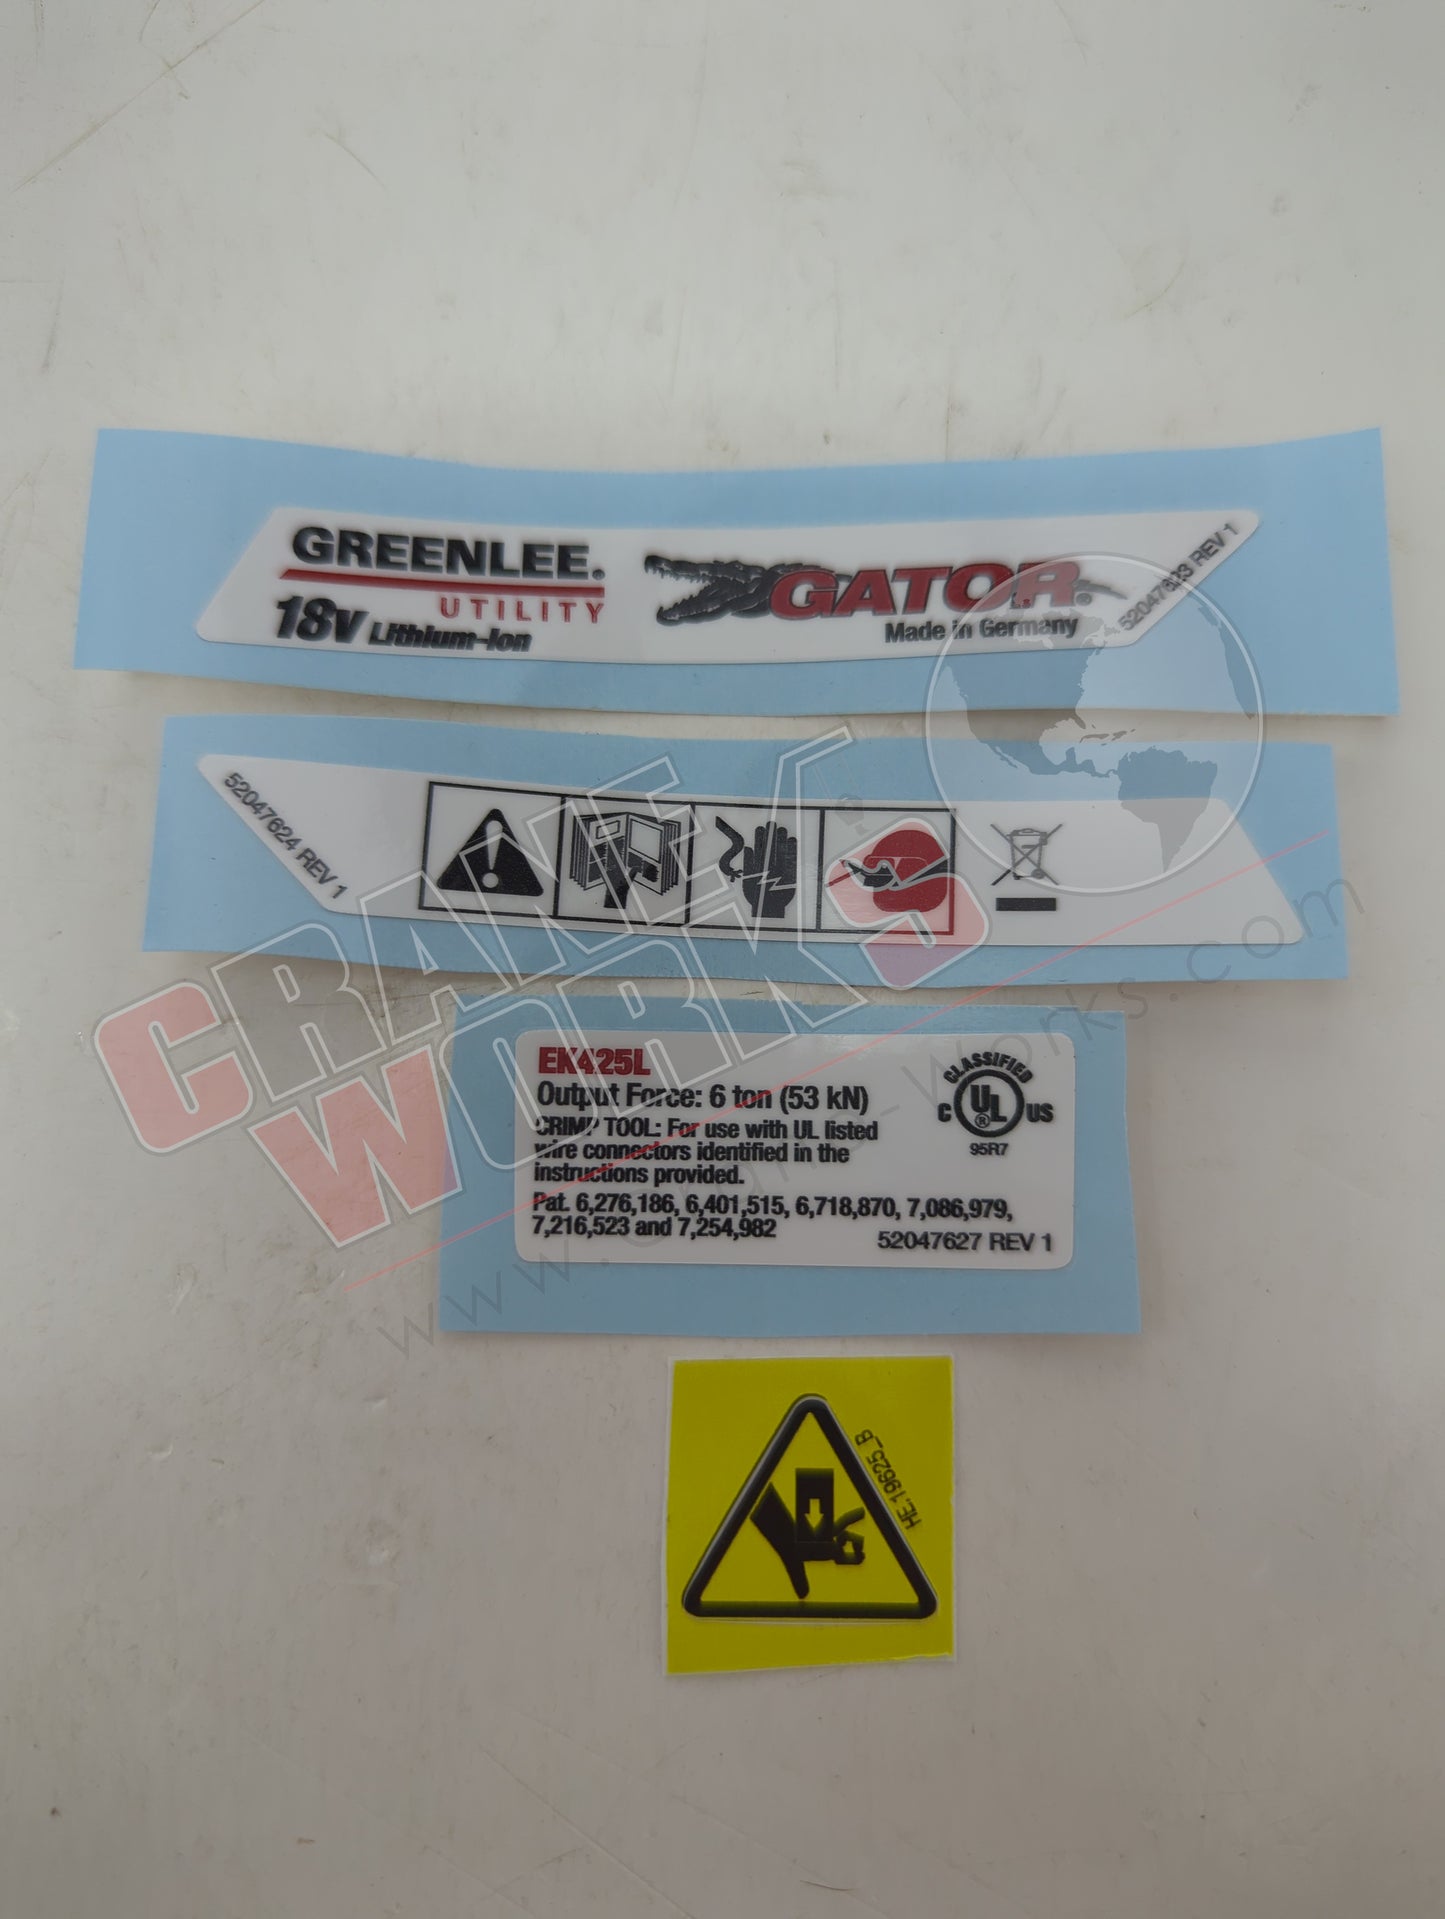 GREENLEE.
UTILITY
18V Lithium-Ion
GATOR®
Made in Germany
52047623 REV 1
52047624 REV 1
EK425L
Output Force: 6 ton (53 kN)
CRIMP TOOL: For use with UL listed
wire connectors identified in the
instructions provided.
Pat. 6,276,186, 6,401,515, 6,718,870, 7,086,979,
7,216,523 and 7,254,982
52047627 REV 1
CLASSIFIED
C UL® US
95R7
HE.19625_B
CRANE
WORKS
www.crane-works.com